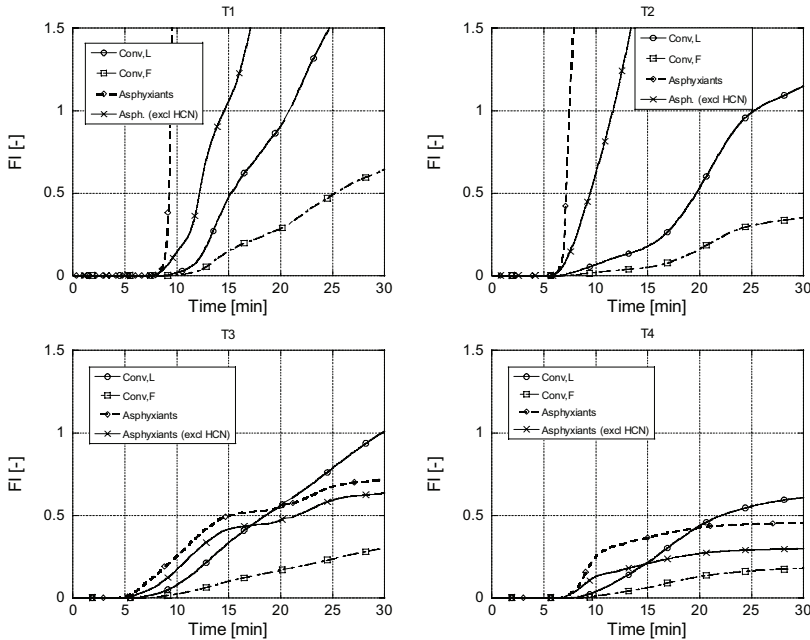 T1
1.5
1
0.5
0
FI [-]
Conv,L
Conv,F
Asphyxiants
Asph. (excl HCN)
0 5 10 15 20 25 30
Time [min]
T2
1.5
1
0.5
0
FI [-]
Conv,L
Conv,F
Asphyxiants
Asph. (excl HCN)
0 5 10 15 20 25 30
Time [min]
T3
1.5
1
0.5
0
FI [-]
Conv,L
Conv,F
Asphyxiants
Asphyxiants (excl HCN)
0 5 10 15 20 25 30
Time [min]
T4
1.5
1
0.5
0
FI [-]
Conv,L
Conv,F
Asphyxiants
Asphyxiants (excl HCN)
0 5 10 15 20 25 30
Time [min]